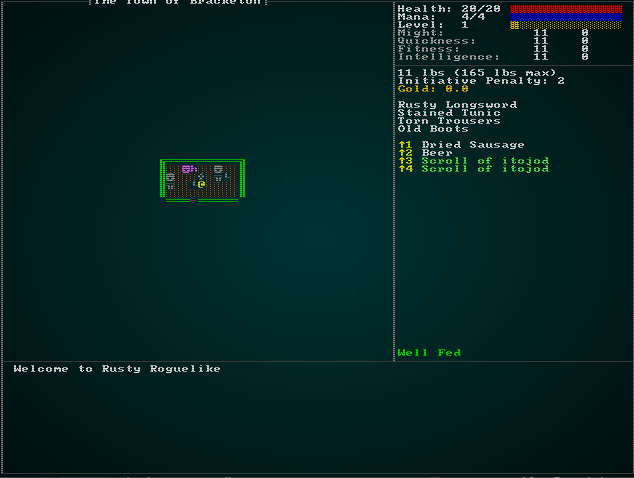 The Town of Bracketon
Health: 20/20
Mana: 4/4
Level: 1
Might: 11 0
Quickness: 11 0
Fitness: 11 0
Intelligence: 11 0
11 lbs (165 lbs max)
Initiative Penalty: 2
Gold: 0.0
Rusty Longsword
Stained Tunic
Torn Trousers
Old Boots
↑1 Dried Sausage
↑2 Beer
↑3 Scroll of itojod
↑4 Scroll of itojod
Well Fed
Welcome to Rusty Roguelike